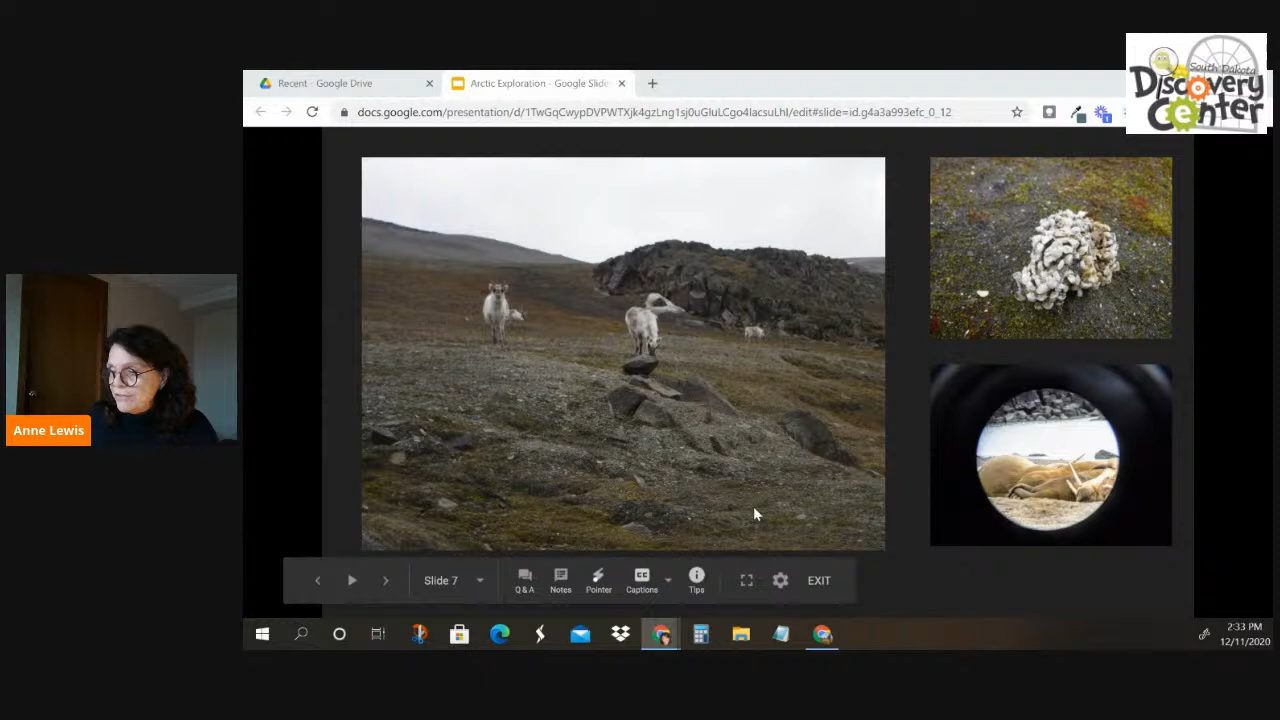 Recent - Google Drive
Arctic Exploration - Google Slide
docs.google.com/presentation/d/1TwGqCwypDVPWTXjk4gzLng1sj0uGluLCgo4IacsuLhI/edit#slide=id.g4a3a993efc_0_12
South Dakota
Discovery
Center
Anne Lewis
Slide 7
Q & A
Notes
Pointer
Captions
Tips
EXIT
2:33 PM
12/11/2020